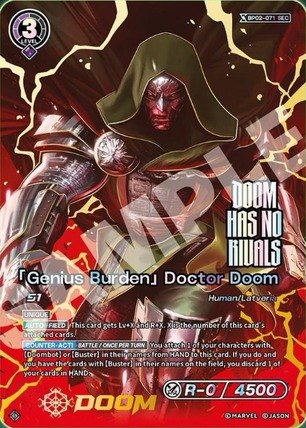 3
LEVEL
BP02-071 SEC
SAMPLE
DOOM
HAS NO
RIVALS
「Genius Burden」 Doctor Doom
Human/Latveria
UNIQUE
AUTO FIELD /This card gets Lv+X and R+X. X is the number of this card's
attached cards.
COUNTER・ACT1 BATTLE / ONCE PER TURN You attach 1 of your characters with
[Doombot] or [Buster] in their names from HAND to this card. If you do and
you have the cards with [Buster] in their names on the field, you discard 1 of
your cards in HAND.
DOOM
R-0 / 4500
©MARVEL ©JASON